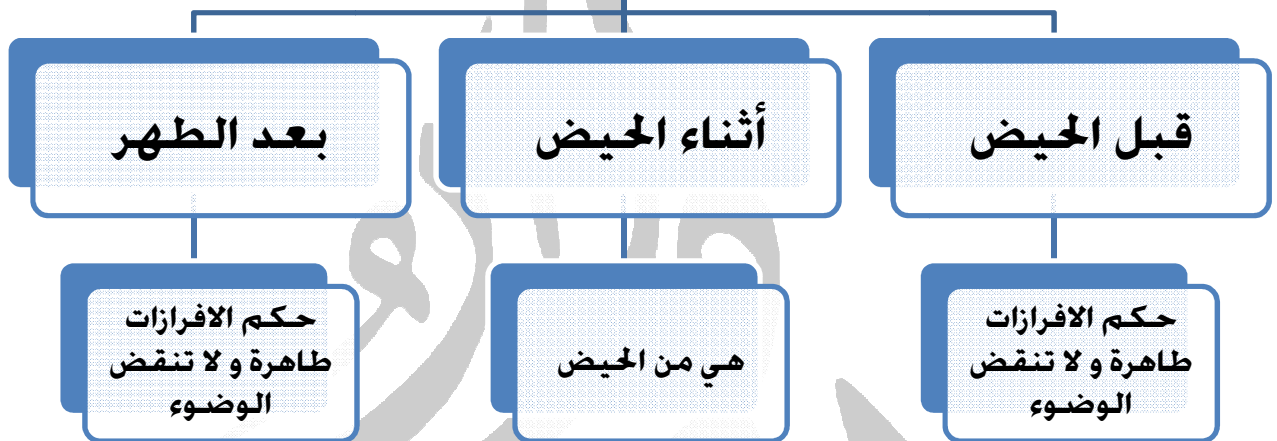 قبل الحيض
أثناء الحيض
بعد الطهر
حكم الافرازات
طاهرة و لا تنقض
الوضوء
هي من الحيض
حكم الافرازات
طاهرة و لا تنقض
الوضوء